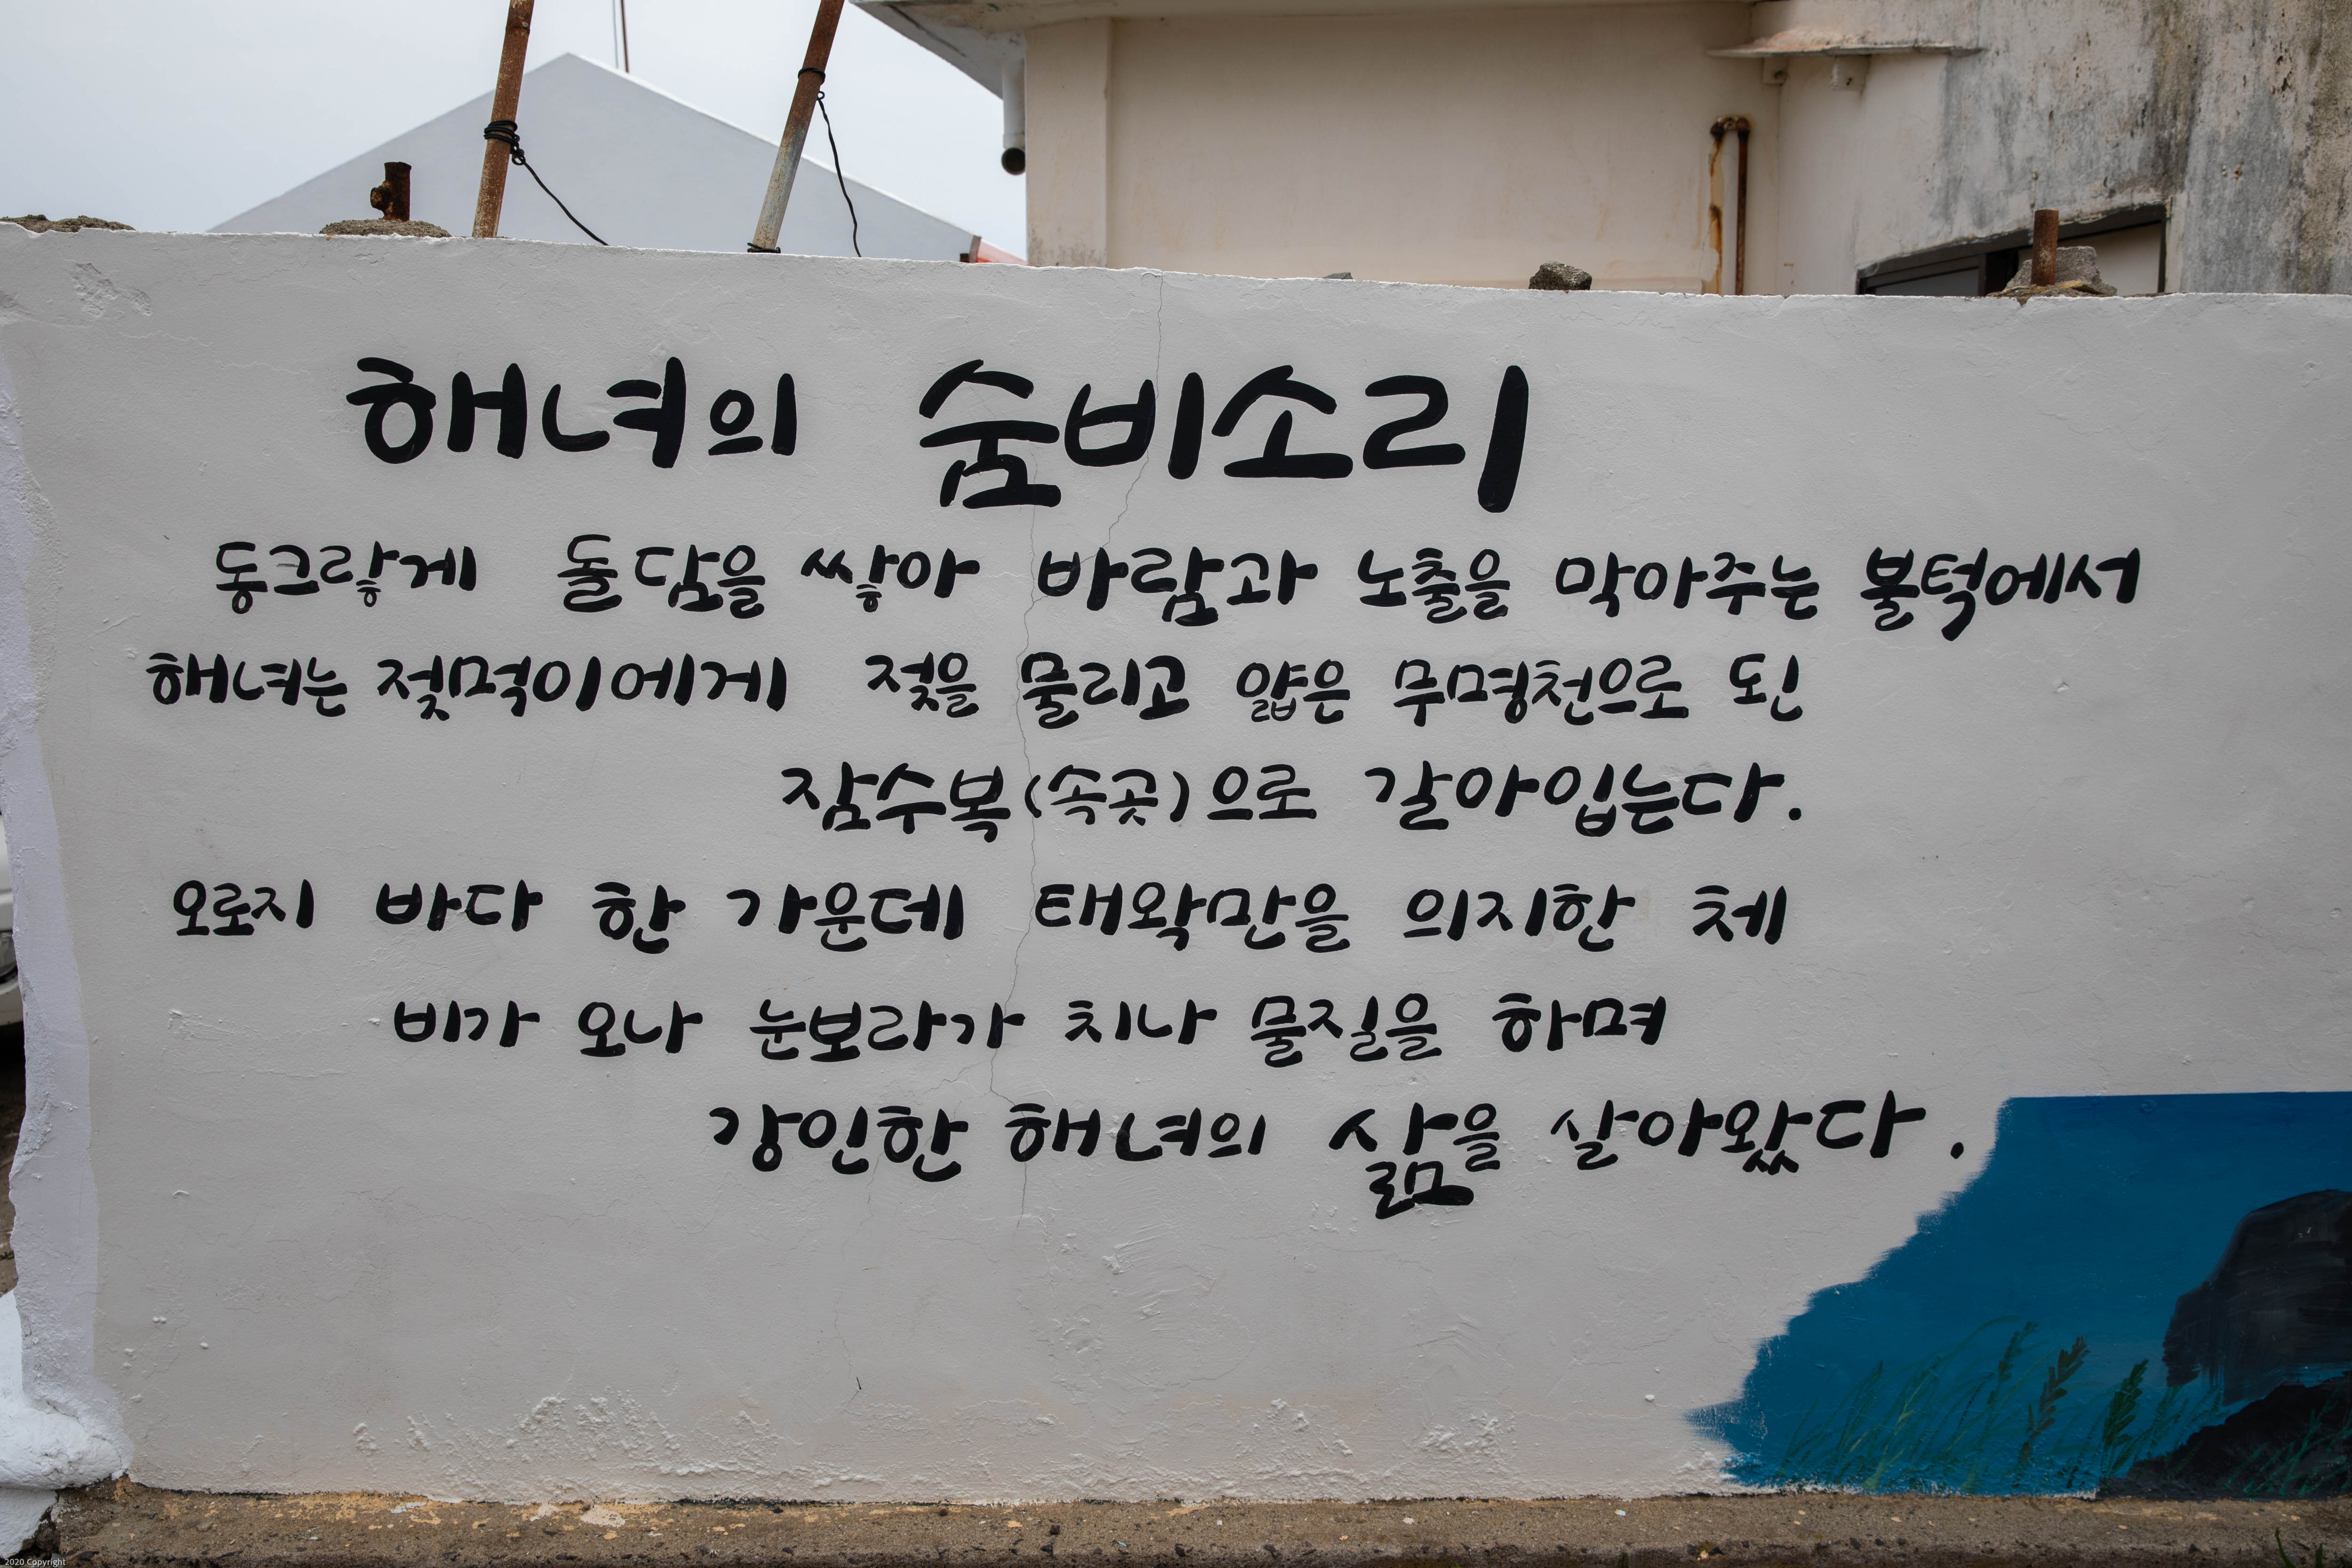 해녀의 숨비소리
동그랗게 돌담을 쌓아 바람과 노출을 막아주는 불턱에서
해녀는 젖먹이에게 젖을 물리고 얇은 무명천으로 된
잠수복(속곳)으로 갈아입는다.
오로지 바다 한 가운데 태왁만을 의지한 체
비가 오나 눈보라가 치나 물질을 하며
강인한 해녀의 삶을 살아왔다.
2020 Copyright